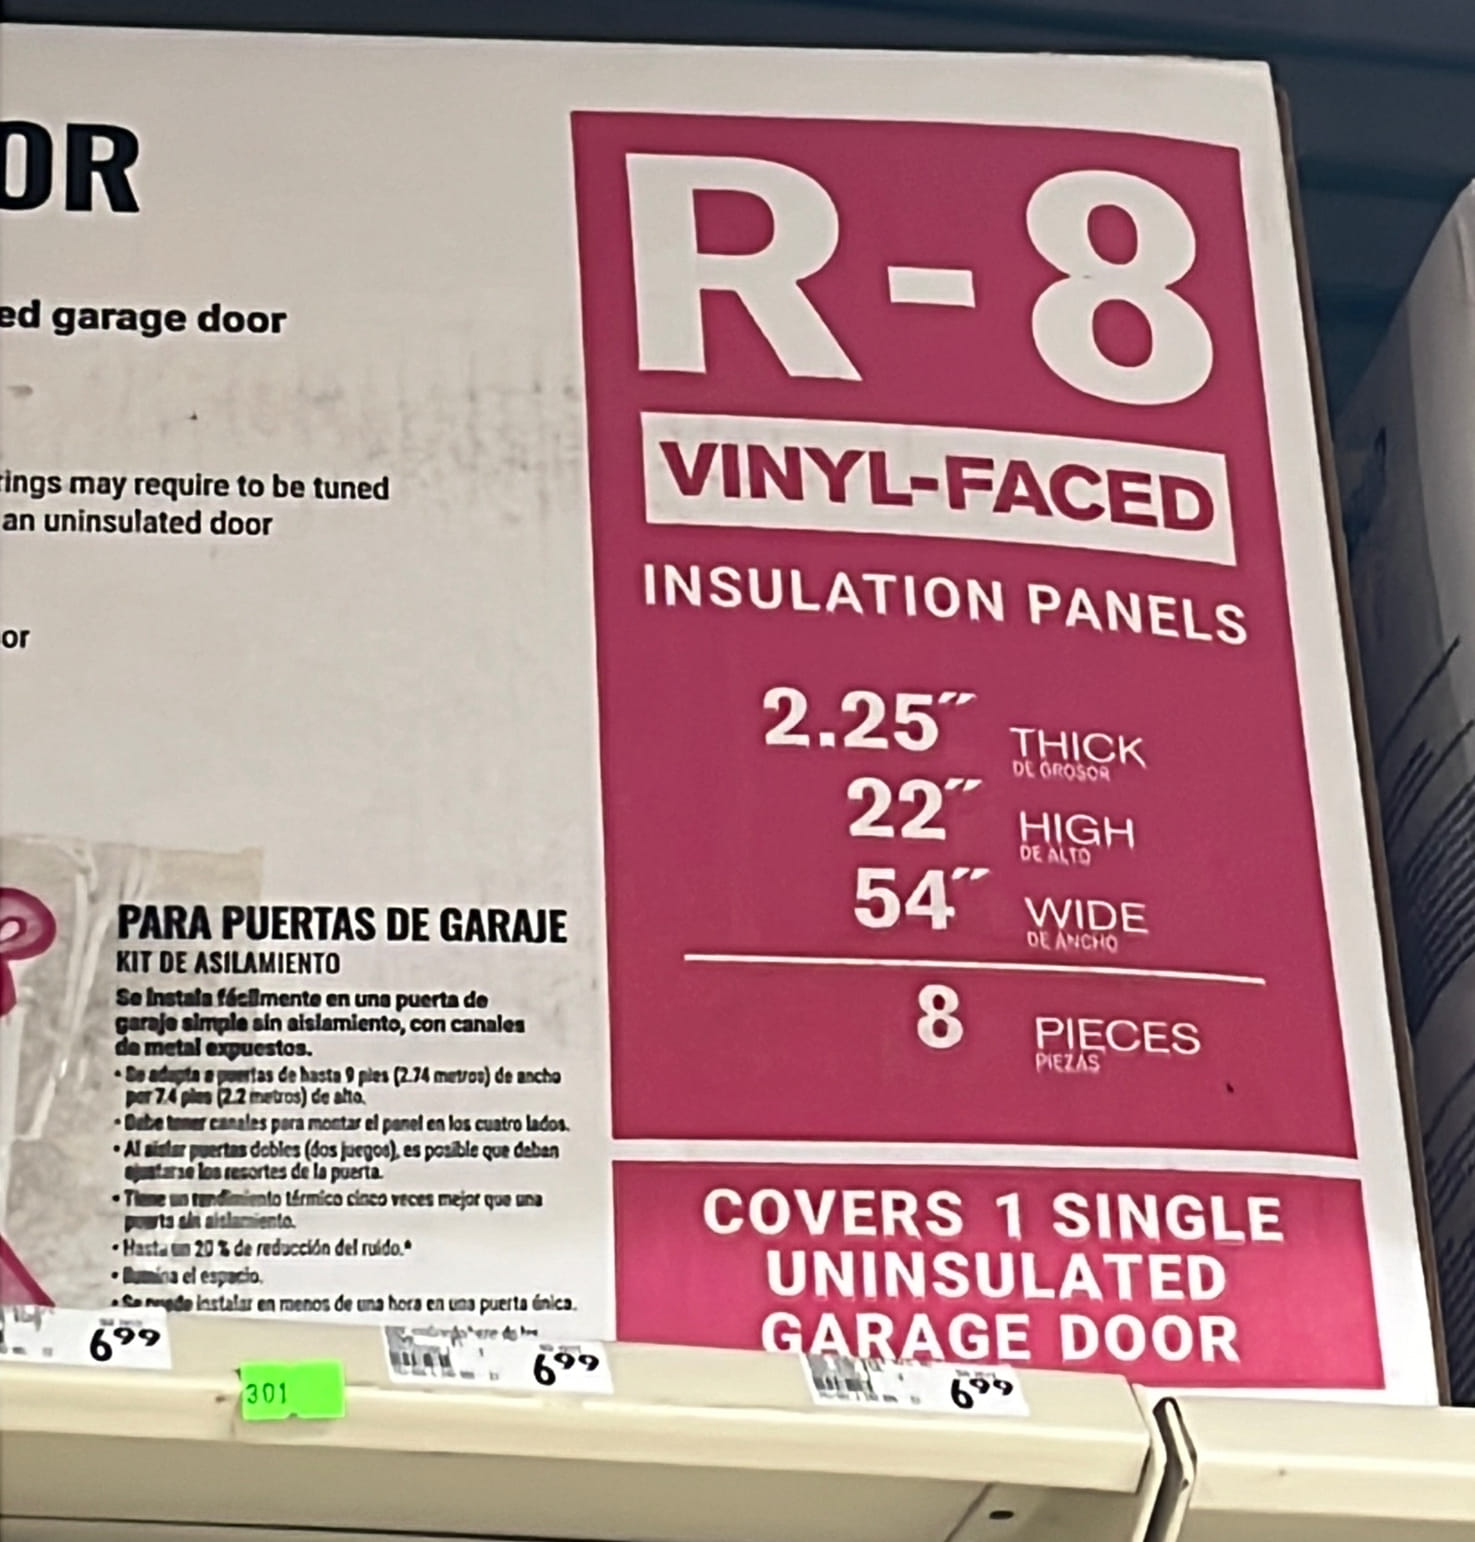 OR
ed garage door
ings may require to be tuned
an uninsulated door
or
PARA PUERTAS DE GARAJE
KIT DE ASILAMIENTO
Se instala fácilmente en una puerta de
garaje simple sin aislamiento, con canales
de metal expuestos.
• Se adapta a puertas de hasta 9 pies (2.74 metros) de ancho
por 7.4 pies (2.2 metros) de alto.
• Debe tener canales para montar el panel en los cuatro lados.
• Al aislar puertas dobles (dos juegos), es posible que deban
ajustarse los resortes de la puerta.
• Tiene un rendimiento térmico cinco veces mejor que una
puerta sin aislamiento.
• Hasta un 20 % de reducción del ruido.*
• Ilumina el espacio.
• Se puede instalar en menos de una hora en una puerta única.
R-8
VINYL-FACED
INSULATION PANELS
2.25″ THICK
DE GROSOR
22″ HIGH
DE ALTO
54″ WIDE
DE ANCHO
8 PIECES
PIEZAS
COVERS 1 SINGLE
UNINSULATED
GARAGE DOOR
6⁹⁹
6⁹⁹
6⁹⁹
301